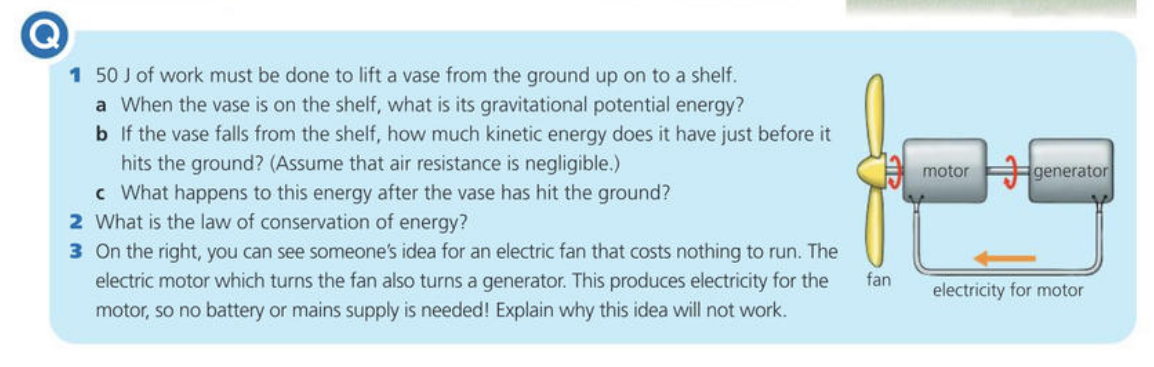 Q
1 50 J of work must be done to lift a vase from the ground up on to a shelf.
a When the vase is on the shelf, what is its gravitational potential energy?
b If the vase falls from the shelf, how much kinetic energy does it have just before it
hits the ground? (Assume that air resistance is negligible.)
c What happens to this energy after the vase has hit the ground?
2 What is the law of conservation of energy?
3 On the right, you can see someone's idea for an electric fan that costs nothing to run. The
electric motor which turns the fan also turns a generator. This produces electricity for the
motor, so no battery or mains supply is needed! Explain why this idea will not work.
motor
generator
fan
electricity for motor